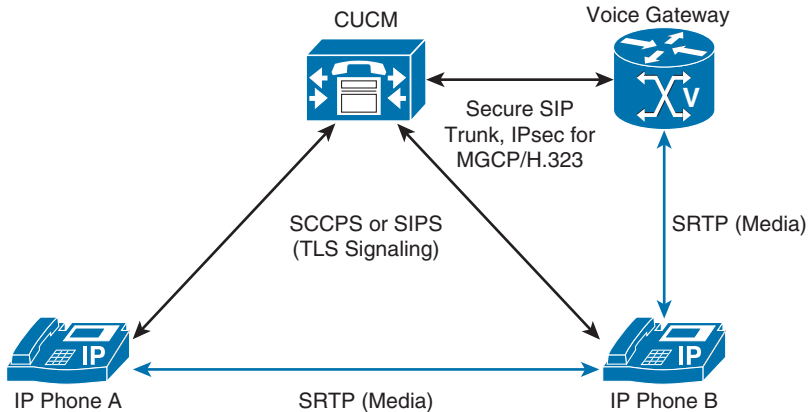 CUCM
Voice Gateway
V
Secure SIP
Trunk, IPsec for
MGCP/H.323
SCCPS or SIPS
(TLS Signaling)
SRTP (Media)
IP
IP
SRTP (Media)
IP Phone A
IP Phone B